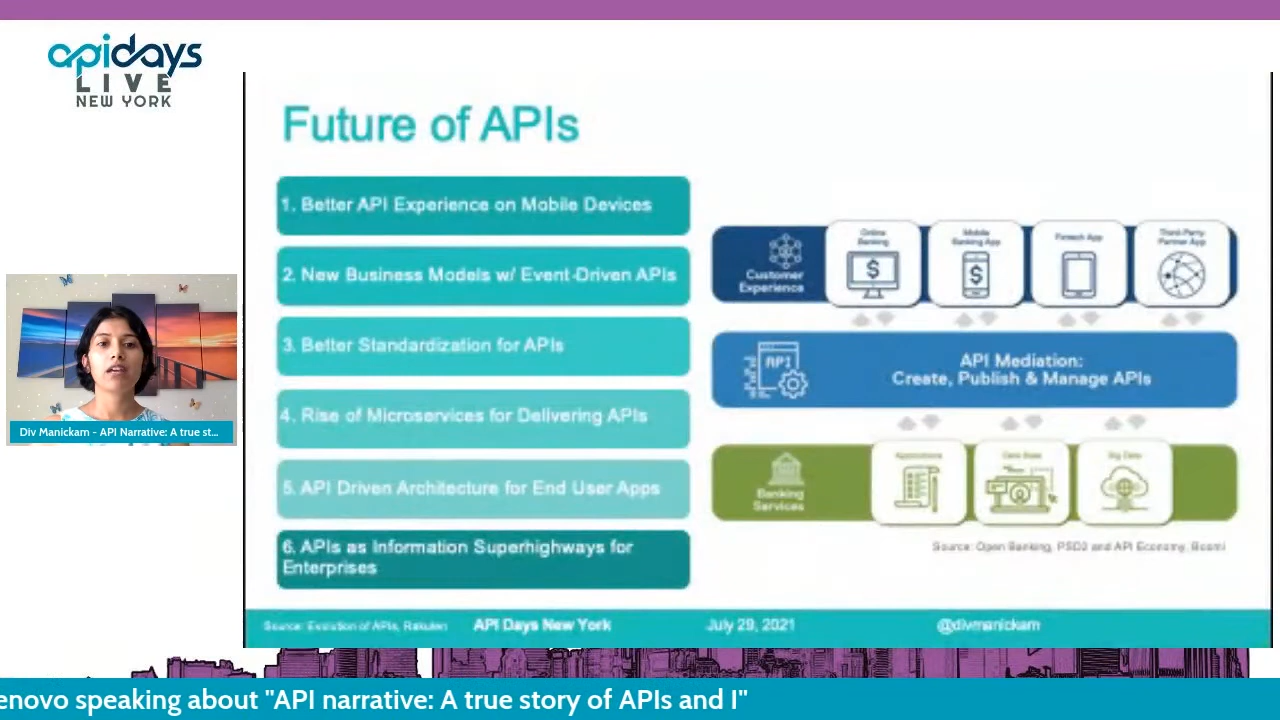 apidays
LIVE
NEW YORK
Future of APIs
1. Better API Experience on Mobile Devices
2. New Business Models w/ Event-Driven APIs
3. Better Standardization for APIs
4. Rise of Microservices for Delivering APIs
5. API Driven Architecture for End User Apps
6. APIs as Information Superhighways for
Enterprises
Customer
Experience
Online
Banking
$
Mobile
Banking App
$
Fintech App
Third-Party
Partner App
API
API Mediation:
Create, Publish & Manage APIs
Banking
Services
Applications
Data Base
Big Data
Source: Open Banking, PSD2 and API Economy, Boomi
Source: Evolution of APIs, Rakuten
API Days New York
July 29, 2021
@divmanickam
Div Manickam - API Narrative: A true st...
enovo speaking about "API narrative: A true story of APIs and I"